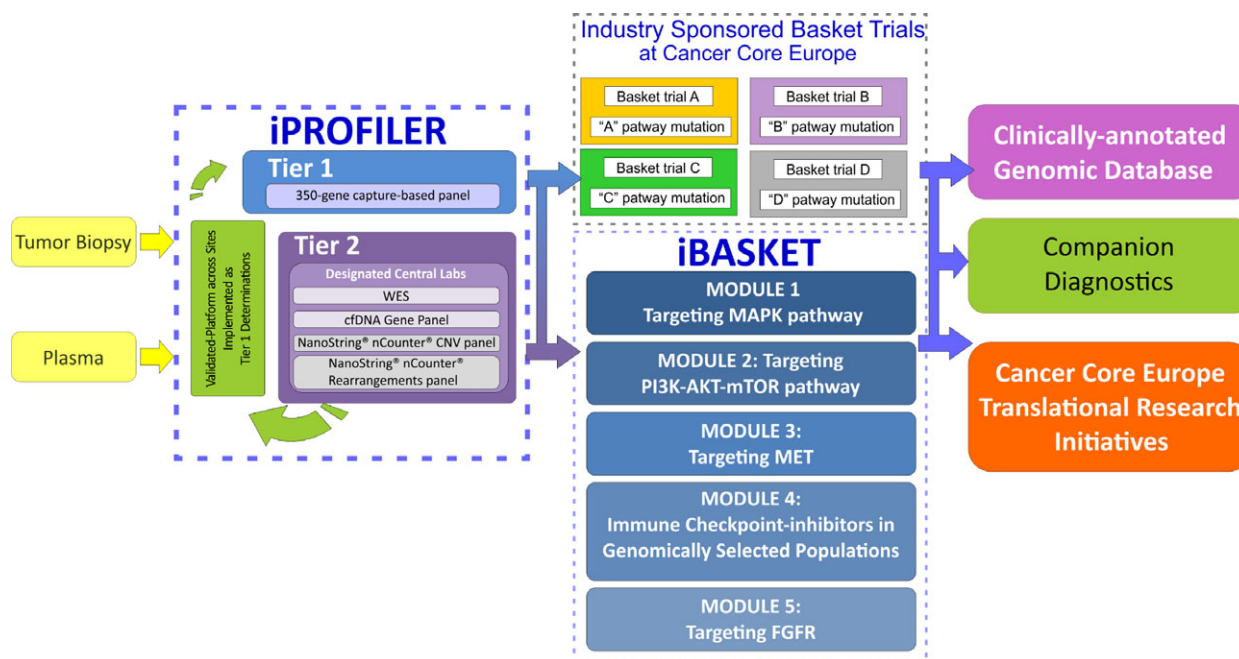 Industry Sponsored Basket Trials
at Cancer Core Europe
Basket trial A
“A” patway mutation
Basket trial B
“B” patway mutation
Basket trial C
“C” patway mutation
Basket trial D
“D” patway mutation
iPROFILER
Tier 1
350-gene capture-based panel
Tier 2
Designated Central Labs
WES
cfDNA Gene Panel
NanoString® nCounter® CNV panel
NanoString® nCounter®
Rearrangements panel
Validated-Platform across Sites
Implemented as
Tier 1 Determinations
Tumor Biopsy
Plasma
iBASKET
MODULE 1
Targeting MAPK pathway
MODULE 2: Targeting
PI3K-AKT-mTOR pathway
MODULE 3:
Targeting MET
MODULE 4:
Immune Checkpoint-inhibitors in
Genomically Selected Populations
MODULE 5:
Targeting FGFR
Clinically-annotated
Genomic Database
Companion
Diagnostics
Cancer Core Europe
Translational Research
Initiatives